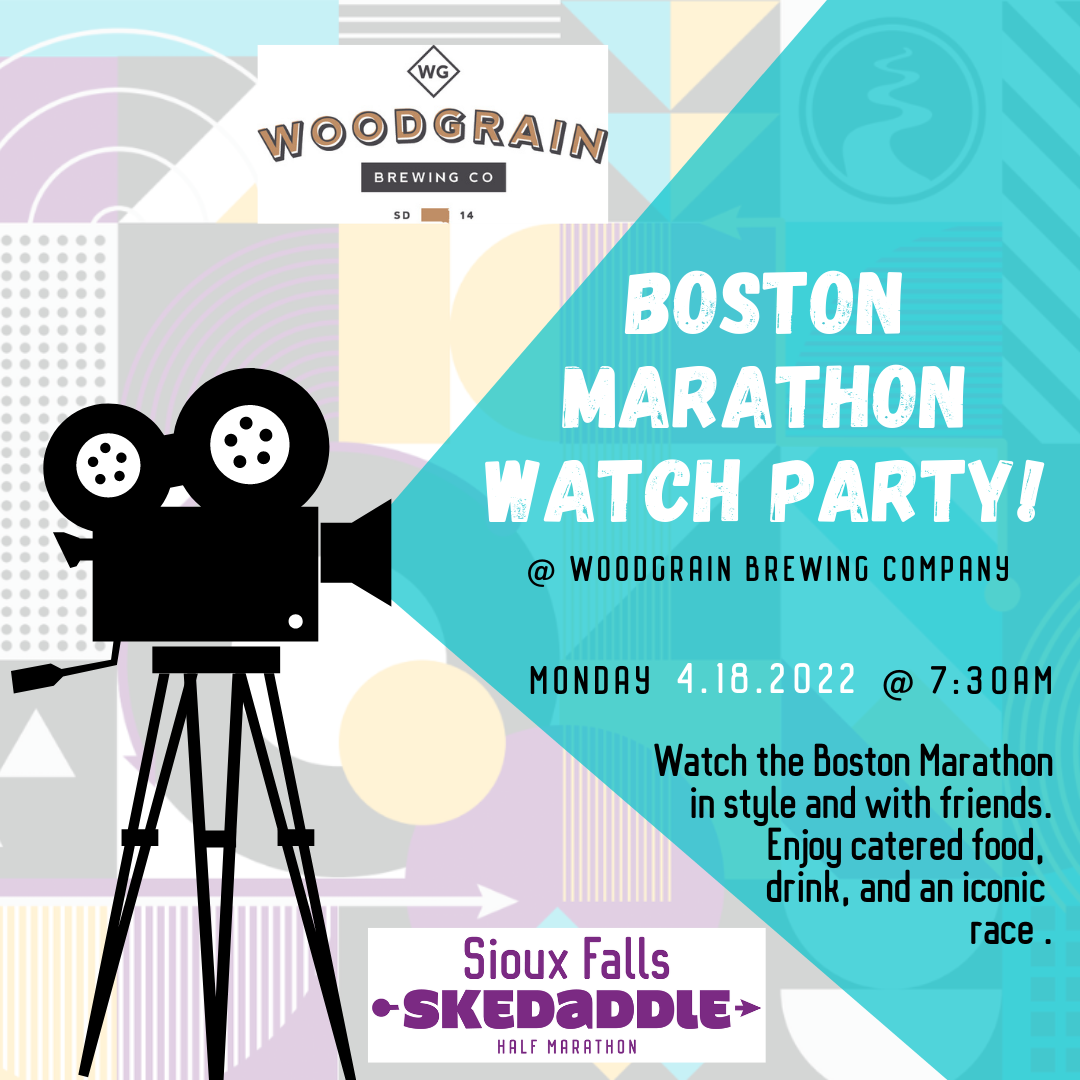 WG
WOODGRAIN
BREWING CO
SD 14
BOSTON
MARATHON
WATCH PARTY!
@ WOODGRAIN BREWING COMPANY
MONDAY 4.18.2022 @ 7:30AM
Watch the Boston Marathon
in style and with friends.
Enjoy catered food,
drink, and an iconic
race .
Sioux Falls
SKEDADDLE
HALF MARATHON